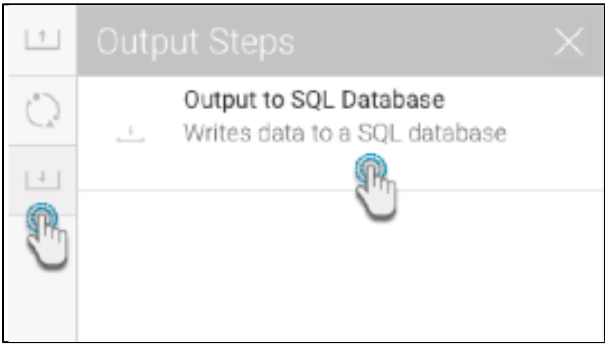 Output Steps
Output to SQL Database
Writes data to a SQL database